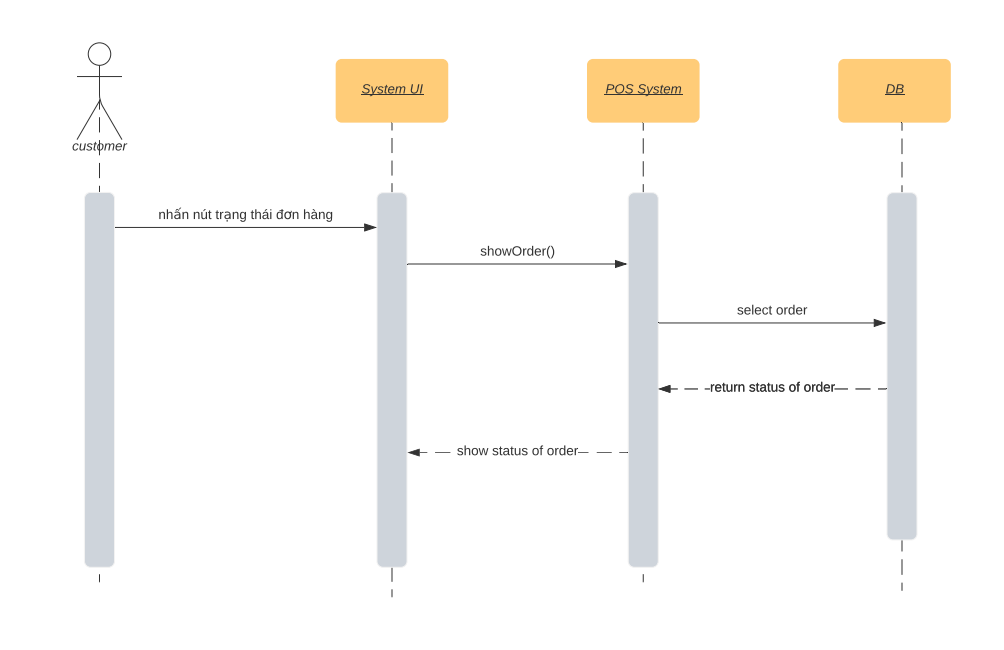 System UI
POS System
DB
customer
nhấn nút trạng thái đơn hàng
showOrder()
select order
return status of order
show status of order